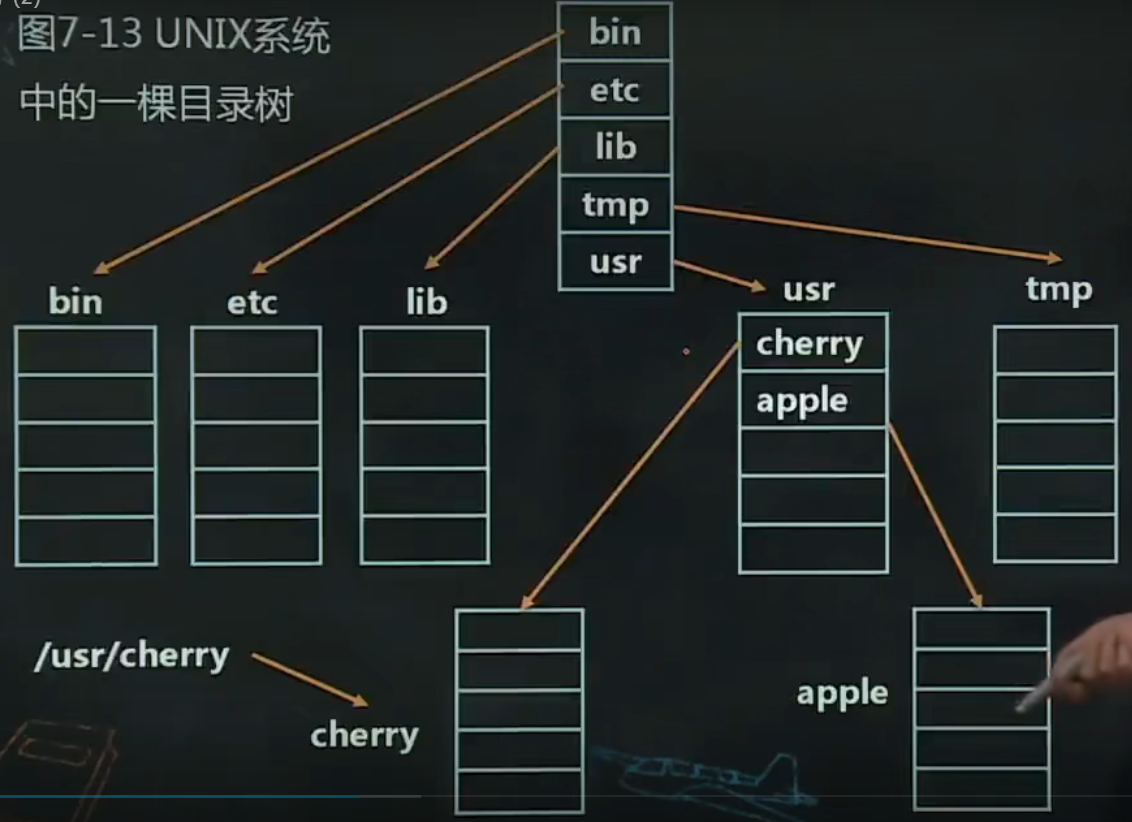 (2)
图7-13 UNIX系统
中的一棵目录树
bin
etc
lib
tmp
usr
bin
etc
lib
usr
tmp
cherry
apple
/usr/cherry
cherry
apple